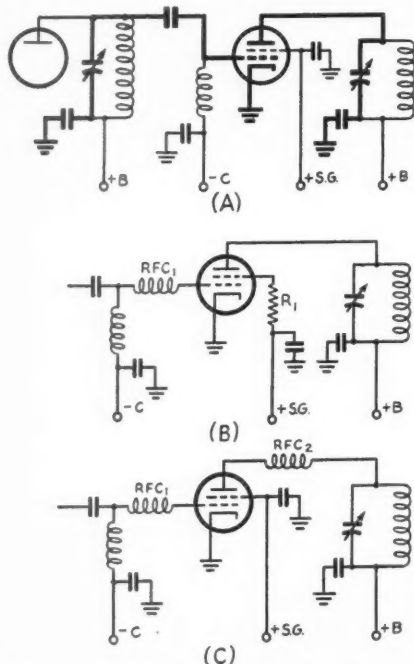 +B
-C
+S.G.
+B
(A)
RFC₁
R₁
-C
+S.G.
+B
(B)
RFC₂
RFC₁
-C
+S.G.
+B
(C)